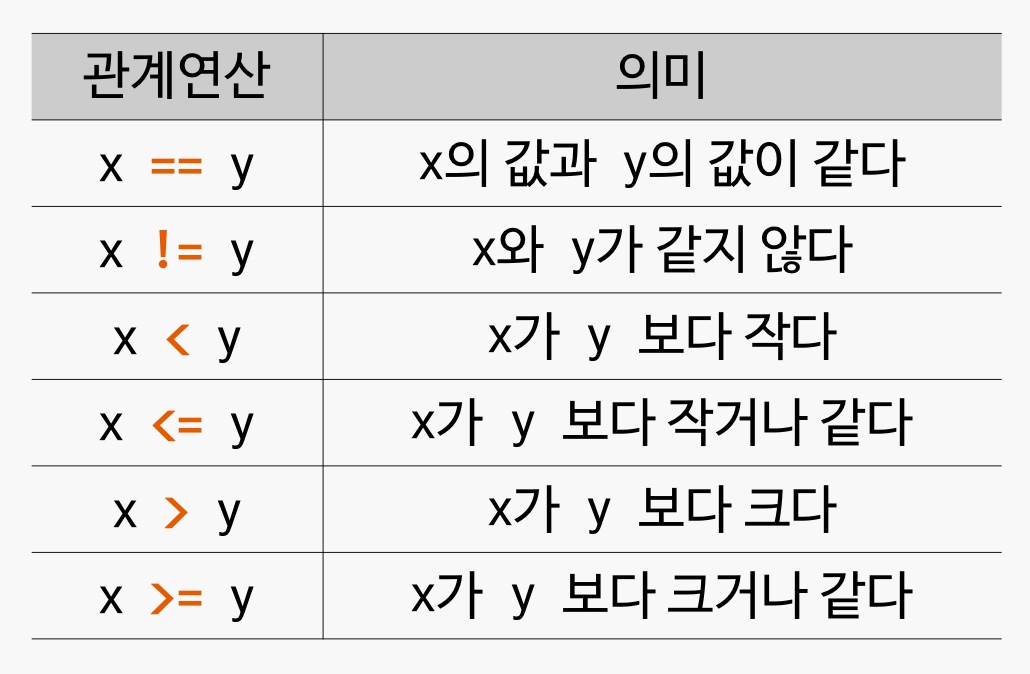 관계연산 의미
x == y x의 값과 y의 값이 같다
x != y x와 y가 같지 않다
x < y x가 y 보다 작다
x <= y x가 y 보다 작거나 같다
x > y x가 y 보다 크다
x >= y x가 y 보다 크거나 같다